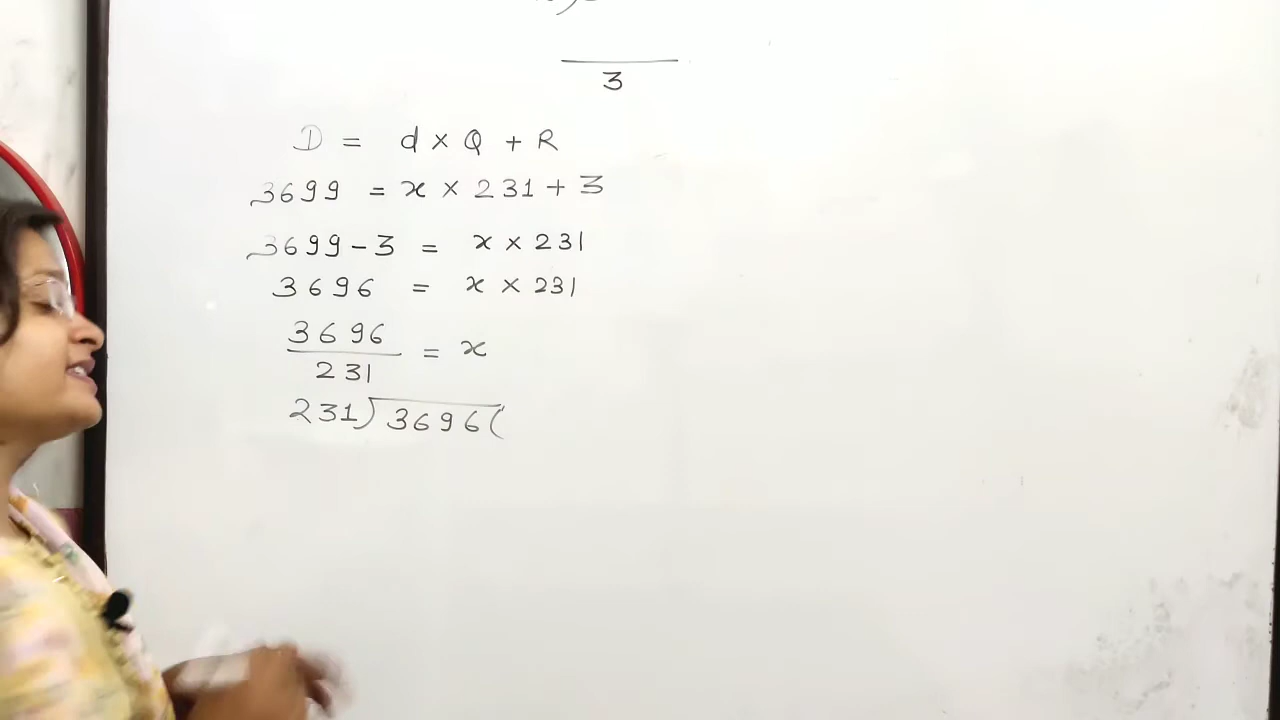 3
D = d × Q + R
3699 = x × 231 + 3
3699 - 3 = x × 231
3696 = x × 231
3696
231
= x
231)3696(